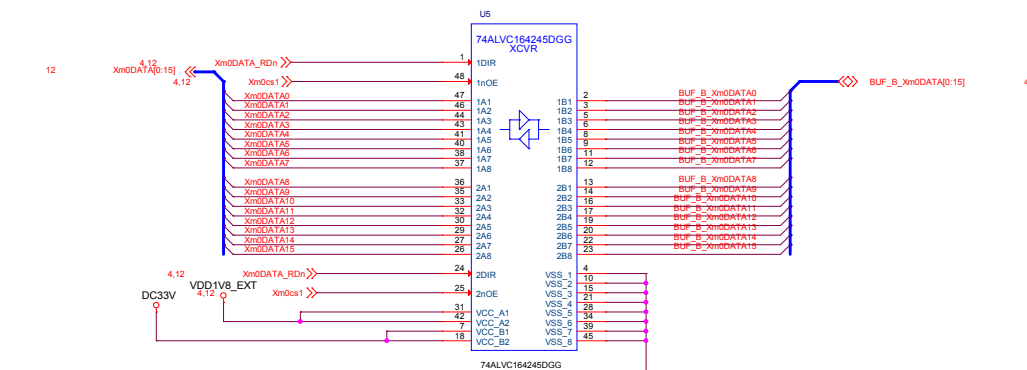 U5
74ALVC164245DGG
XCVR
4,12
Xm0DATA_RDn
1
1DIR
12
Xm0DATA[0:15]
4,12
Xm0cs1
48
1nOE
BUF_B_Xm0DATA[0:15]
4
Xm0DATA0 47 1A1 1B1 2 BUF_B_Xm0DATA0
Xm0DATA1 46 1A2 1B2 3 BUF_B_Xm0DATA1
Xm0DATA2 44 1A3 1B3 5 BUF_B_Xm0DATA2
Xm0DATA3 43 1A4 1B4 6 BUF_B_Xm0DATA3
Xm0DATA4 41 1A5 1B5 8 BUF_B_Xm0DATA4
Xm0DATA5 40 1A6 1B6 9 BUF_B_Xm0DATA5
Xm0DATA6 38 1A7 1B7 11 BUF_B_Xm0DATA6
Xm0DATA7 37 1A8 1B8 12 BUF_B_Xm0DATA7
Xm0DATA8 36 2A1 2B1 13 BUF_B_Xm0DATA8
Xm0DATA9 35 2A2 2B2 14 BUF_B_Xm0DATA9
Xm0DATA10 33 2A3 2B3 16 BUF_B_Xm0DATA10
Xm0DATA11 32 2A4 2B4 17 BUF_B_Xm0DATA11
Xm0DATA12 30 2A5 2B5 19 BUF_B_Xm0DATA12
Xm0DATA13 29 2A6 2B6 20 BUF_B_Xm0DATA13
Xm0DATA14 27 2A7 2B7 22 BUF_B_Xm0DATA14
Xm0DATA15 26 2A8 2B8 23 BUF_B_Xm0DATA15
4,12 Xm0DATA_RDn 24 2DIR VSS_1 4
VSS_2 10
4,12 Xm0cs1 25 2nOE VSS_3 15
VDD1V8_EXT
DC33V
VSS_4 21
31 VCC_A1 VSS_5 28
42 VCC_A2 VSS_6 34
7 VCC_B1 VSS_7 39
18 VCC_B2 VSS_8 45
74ALVC164245DGG